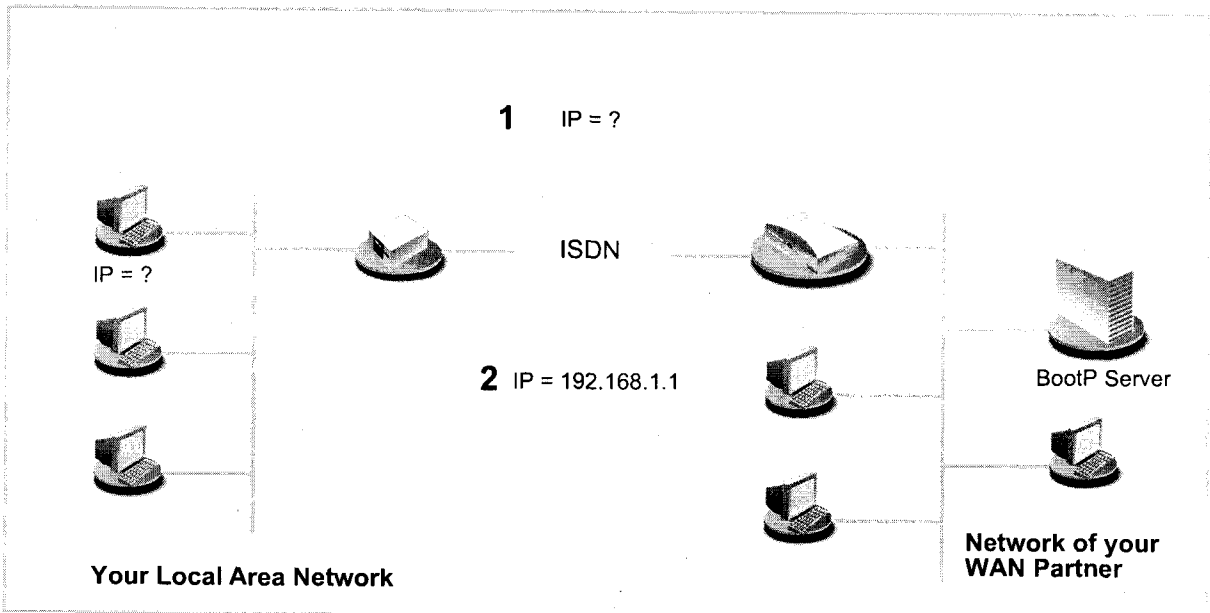 1 IP = ?
ISDN
IP = ?
2 IP = 192.168.1.1
BootP Server
Your Local Area Network
Network of your
WAN Partner